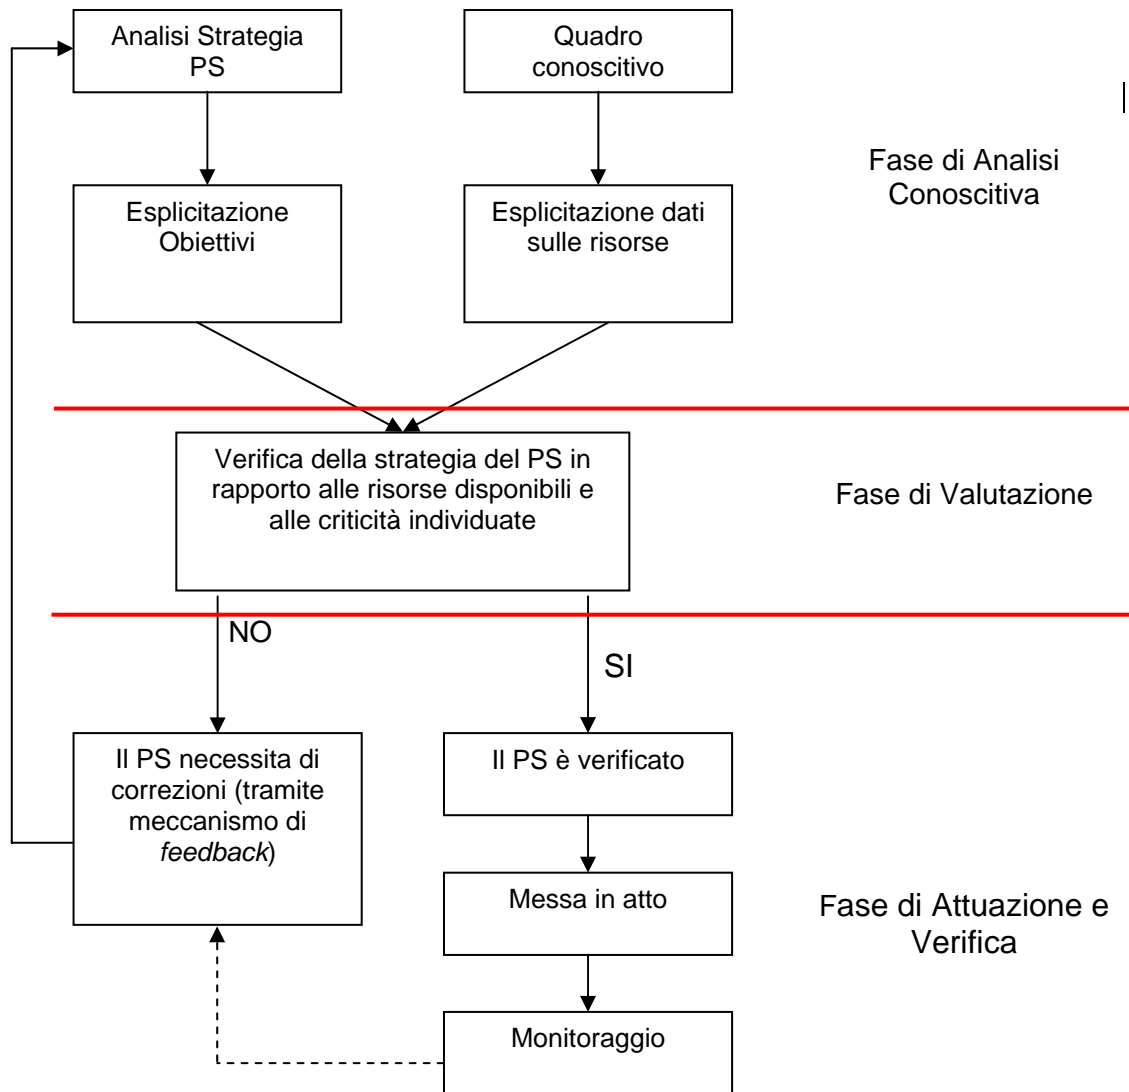 Analisi Strategia
PS
Quadro
conoscitivo
Fase di Analisi
Conoscitiva
Esplicitazione
Obiettivi
Esplicitazione dati
sulle risorse
Verifica della strategia del PS in
rapporto alle risorse disponibili e
alle criticità individuate
Fase di Valutazione
NO
SI
Il PS necessita di
correzioni (tramite
meccanismo di
feedback)
Il PS è verificato
Messa in atto
Fase di Attuazione e
Verifica
Monitoraggio